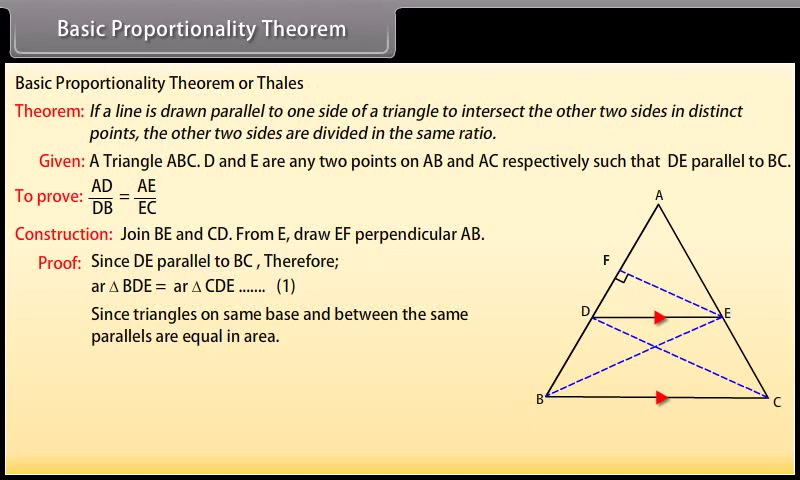 Basic Proportionality Theorem
Basic Proportionality Theorem or Thales
Theorem: If a line is drawn parallel to one side of a triangle to intersect the other two sides in distinct
points, the other two sides are divided in the same ratio.
Given: A Triangle ABC. D and E are any two points on AB and AC respectively such that DE parallel to BC.
To prove: AD/DB = AE/EC
Construction: Join BE and CD. From E, draw EF perpendicular AB.
Proof: Since DE parallel to BC , Therefore;
ar Δ BDE = ar Δ CDE ....... (1)
Since triangles on same base and between the same
parallels are equal in area.
A
F
D
E
B
C